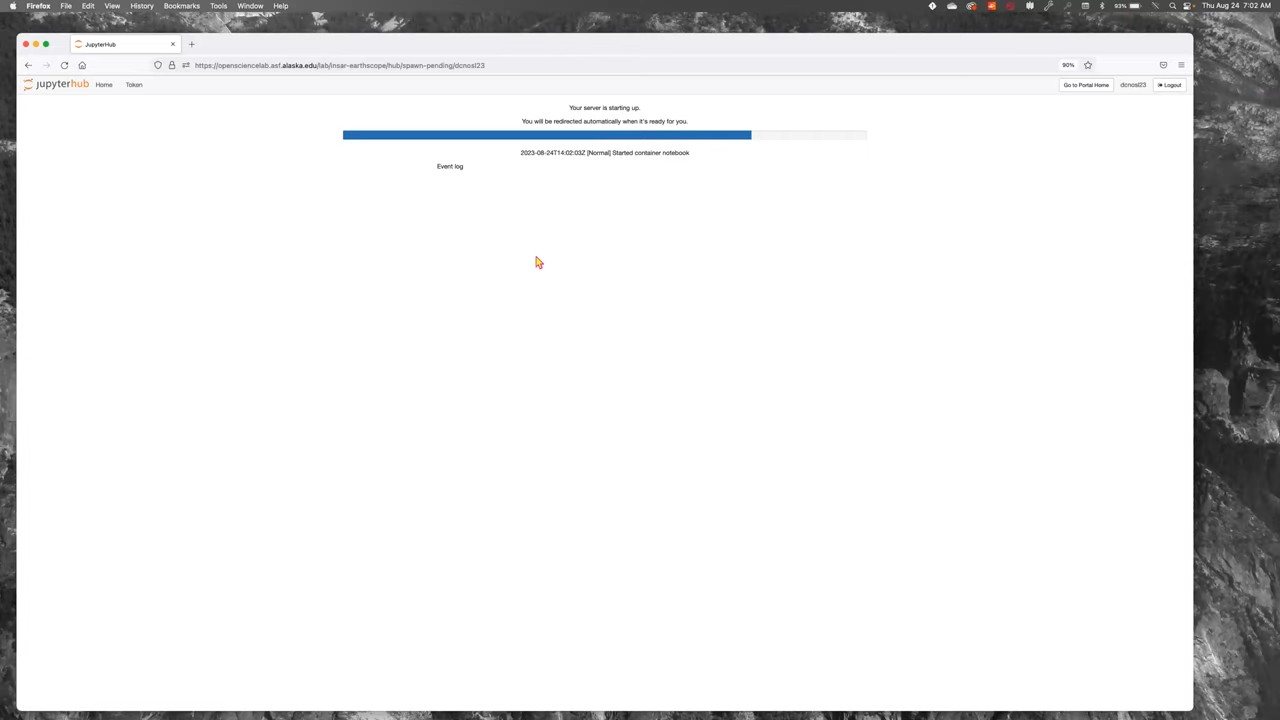 Firefox File Edit View History Bookmarks Tools Window Help 93% Thu Aug 24 7:02 AM
JupyterHub
https://opensciencelab.asf.alaska.edu/lab/insar-earthscope/hub/spawn-pending/dcnosl23 90%
jupyterhub Home Token Go to Portal Home dcnosl23 Logout
Your server is starting up.
You will be redirected automatically when it's ready for you.
2023-08-24T14:02:03Z [Normal] Started container notebook
Event log